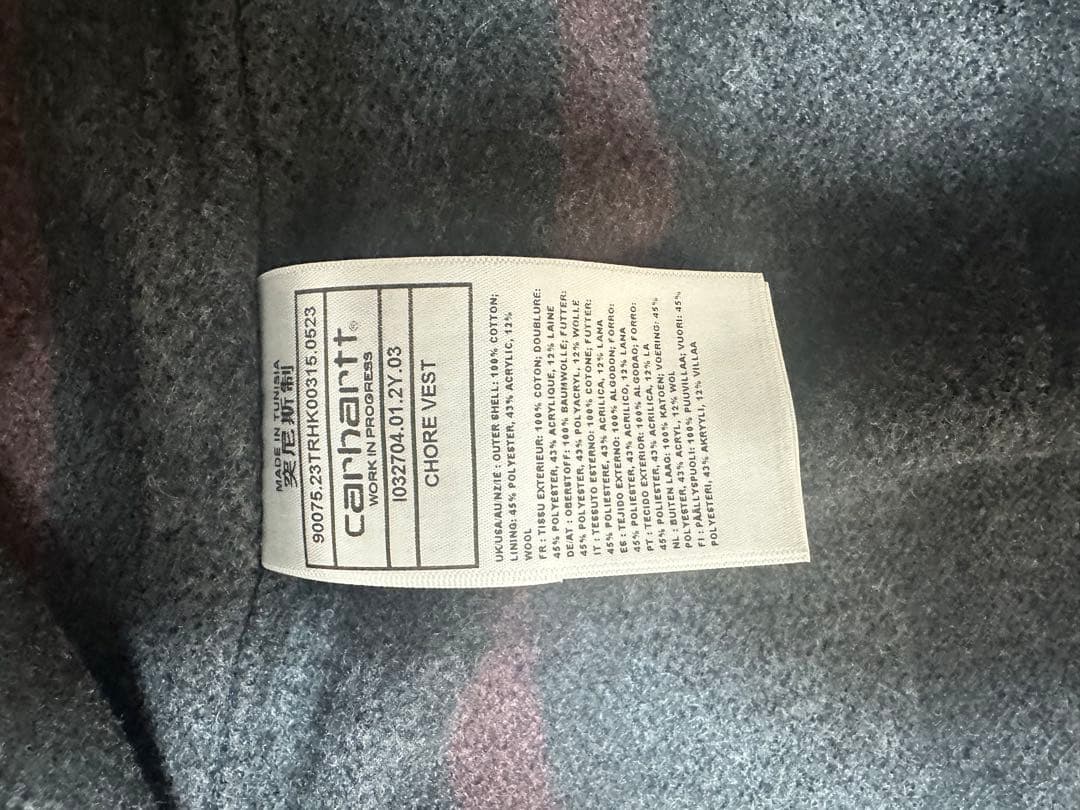 MADE IN TUNISIA
突尼斯制
90075.23TRHK00315.0523
carhartt®
WORK IN PROGRESS
I032704.01.2Y.03
CHORE VEST
UK/USA/AU/NZ/IE : OUTER SHELL: 100% COTTON;
LINING: 45% POLYESTER, 43% ACRYLIC, 12%
WOOL
FR : TISSU EXTERIEUR: 100% COTON; DOUBLURE:
45% POLYESTER, 43% ACRYLIQUE, 12% LAINE
DE/AT : OBERSTOFF: 100% BAUMWOLLE; FUTTER:
45% POLYESTER, 43% POLYACRYL, 12% WOLLE
IT : TESSUTO ESTERNO: 100% COTONE; FUTTER:
45% POLIESTERE, 43% ACRILICA, 12% LANA
ES : TEJIDO EXTERNO: 100% ALGODON; FORRO:
45% POLIESTER, 43% ACRILICO, 12% LANA
PT : TECIDO EXTERIOR: 100% ALGODAO; FORRO:
45% POLIESTER, 43% ACRILICA, 12% LA
NL : BUITEN LAAG: 100% KATOEN; VOERING: 45%
POLYESTER, 43% ACRYL, 12% WOL
FI : PÄÄLLYSPUOLI: 100% PUUVILLAA; VUORI: 45%
POLYESTERI, 43% AKRYYLI, 12% VILLAA